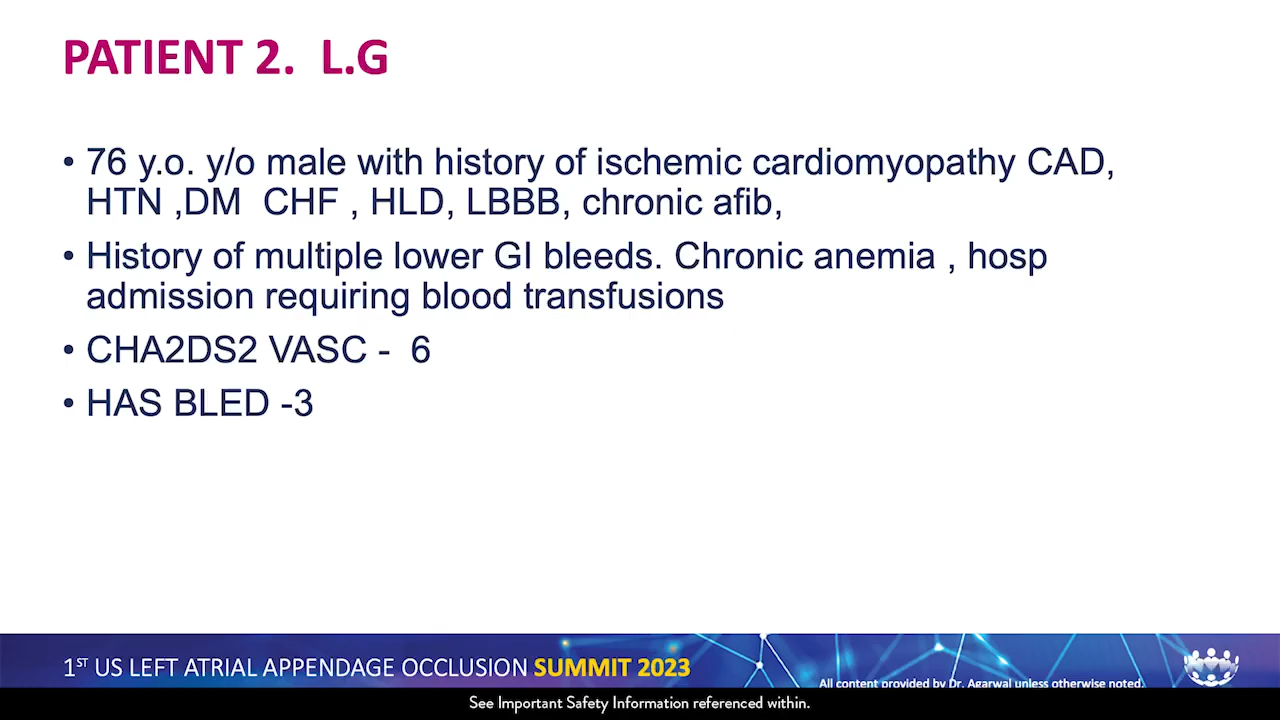 PATIENT 2. L.G
• 76 y.o. y/o male with history of ischemic cardiomyopathy CAD,
HTN ,DM CHF , HLD, LBBB, chronic afib,
• History of multiple lower GI bleeds. Chronic anemia , hosp
admission requiring blood transfusions
• CHA2DS2 VASC - 6
• HAS BLED -3
1ST US LEFT ATRIAL APPENDAGE OCCLUSION SUMMIT 2023
All content provided by Dr. Agarwal unless otherwise noted.
See Important Safety Information referenced within.